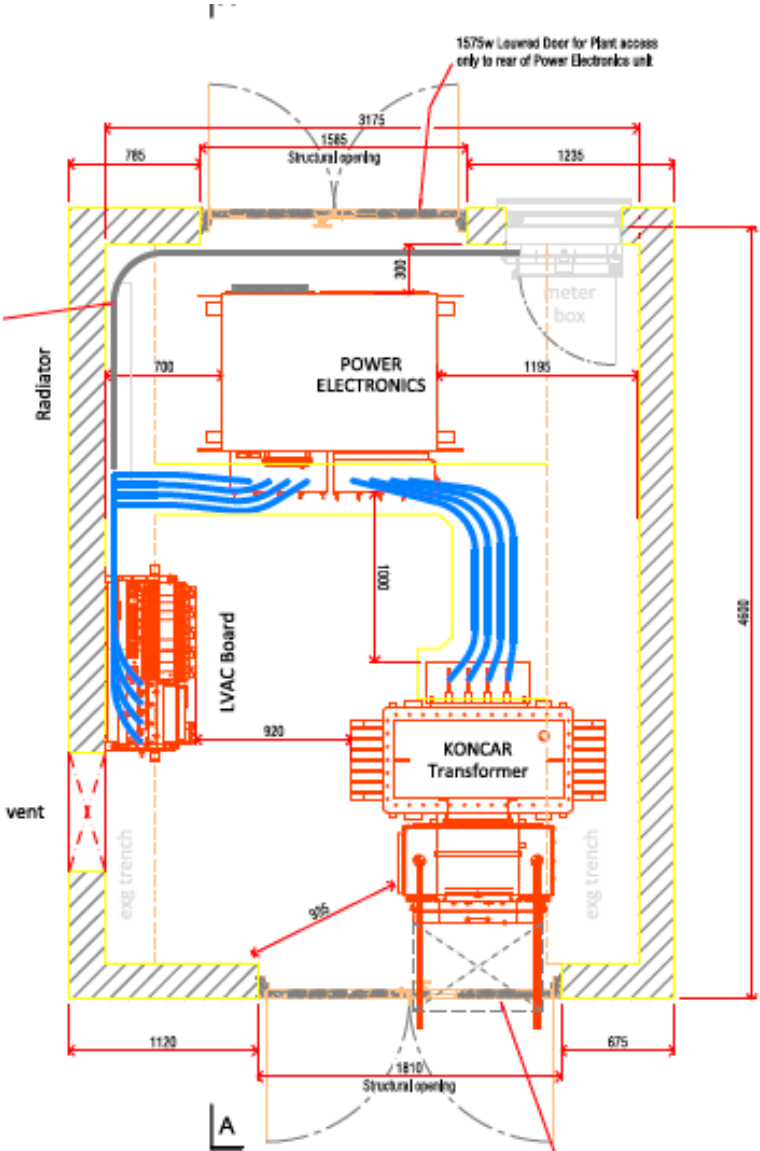 1575w Louvred Door for Plant access
only to rear of Power Electronics unit
3175
785
1585
1235
Structural opening
300
meter
box
Radiator
700
POWER
ELECTRONICS
1195
1000
4600
LVAC Board
920
KONCAR
Transformer
vent
exg trench
exg trench
905
1120
1810
675
Structural opening
A